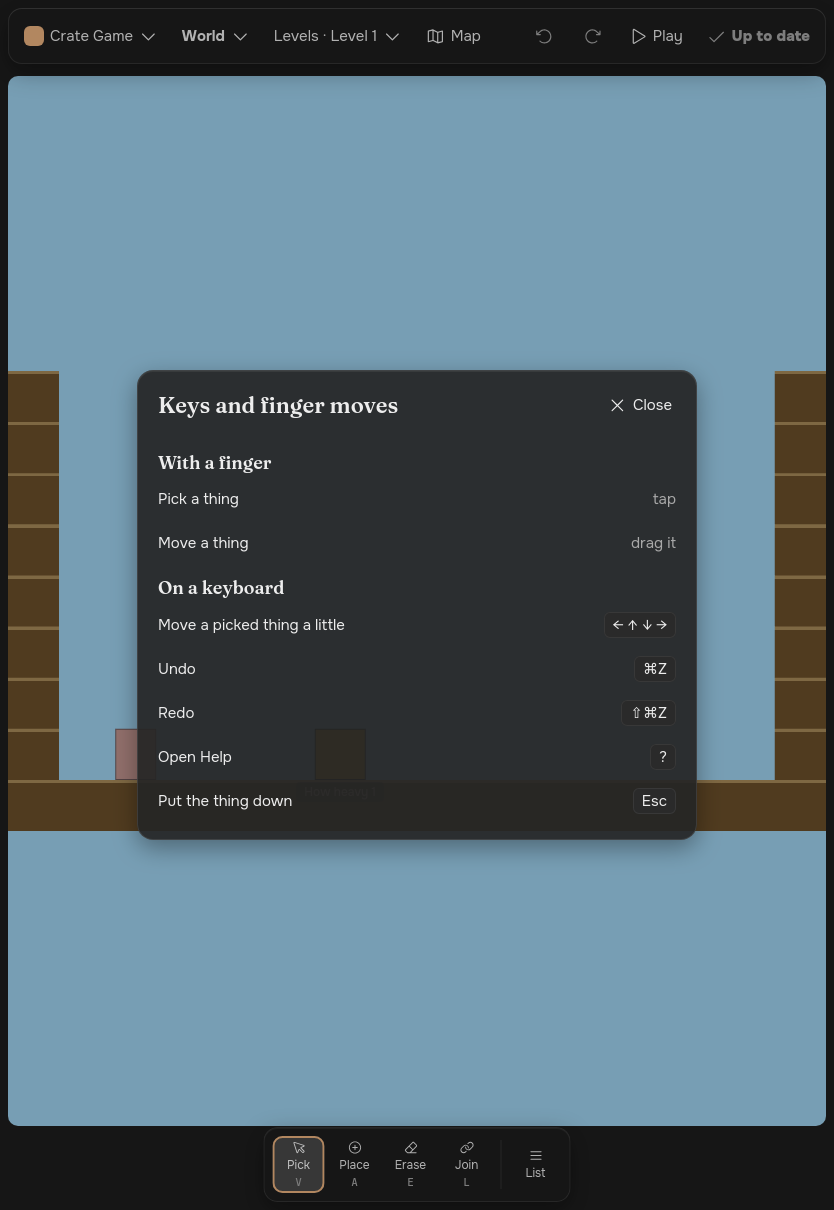 Crate Game World Levels · Level 1 Map Play Up to date
Keys and finger moves Close
With a finger
Pick a thing tap
Move a thing drag it
On a keyboard
Move a picked thing a little ← ↑ ↓ →
Undo ⌘Z
Redo ⇧⌘Z
Open Help ?
Put the thing down Esc
Pick Place Erase Join List
V A E L